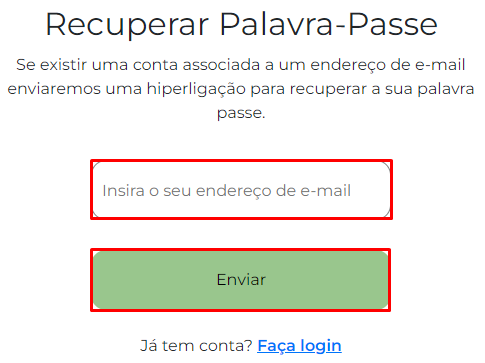 Recuperar Palavra-Passe
Se existir uma conta associada a um endereço de e-mail
enviaremos uma hiperligação para recuperar a sua palavra
passe.
Insira o seu endereço de e-mail
Enviar
Já tem conta? Faça login